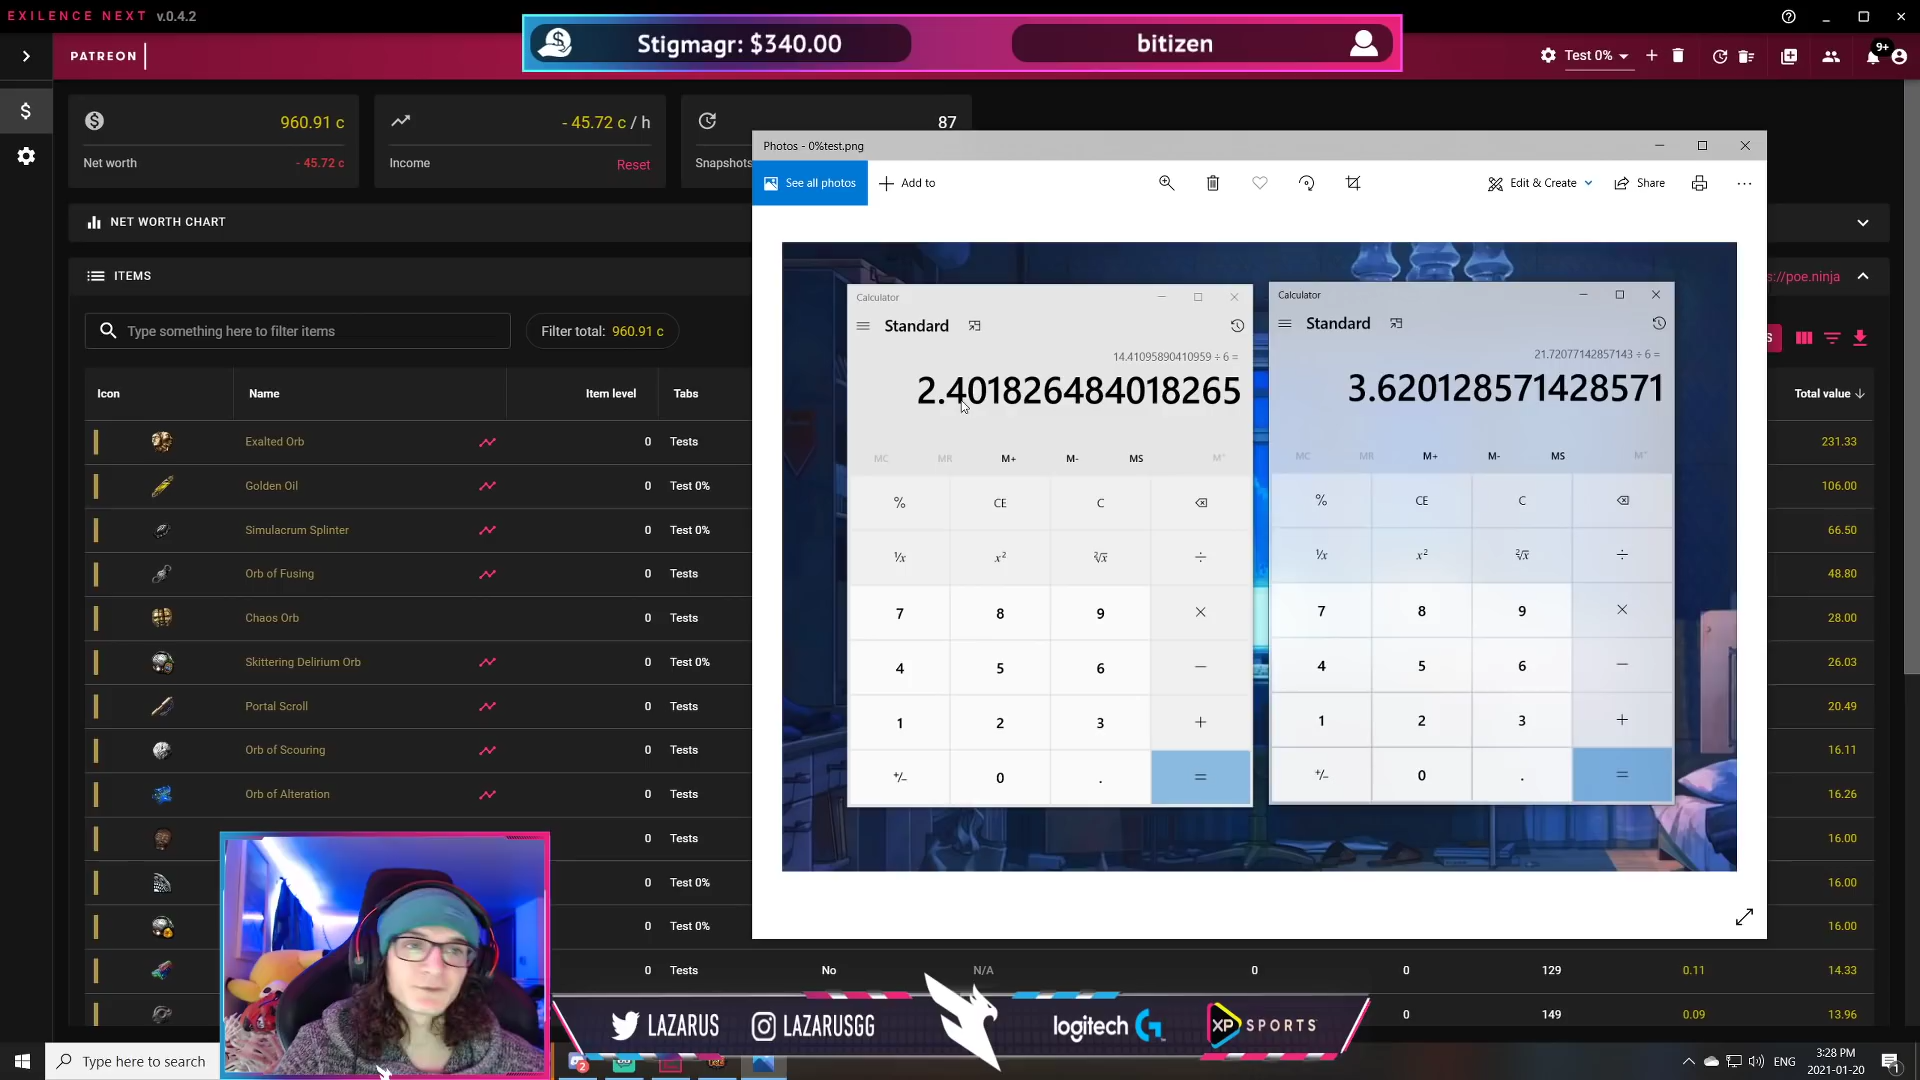 EXILENCE NEXT v.0.4.2
PATREON
Stigmagr: $340.00
bitizen
Test 0%
9+
960.91 c
Net worth
- 45.72 c
- 45.72 c / h
Income
Reset
87
Snapshots
NET WORTH CHART
ITEMS
s://poe.ninja
Type something here to filter items
Filter total: 960.91 c
S
Icon
Name
Item level
Tabs
Total value
Exalted Orb
0
Tests
231.33
Golden Oil
0
Test 0%
106.00
Simulacrum Splinter
0
Test 0%
66.50
Orb of Fusing
0
Tests
48.80
Chaos Orb
0
Tests
28.00
Skittering Delirium Orb
0
Test 0%
26.03
Portal Scroll
0
Tests
20.49
Orb of Scouring
0
Tests
16.11
Orb of Alteration
0
Tests
16.26
0
Tests
16.00
0
Test 0%
16.00
0
Test 0%
16.00
0
Tests
No
N/A
0
0
129
0.11
14.33
0
149
0.09
13.96
Photos - 0%test.png
See all photos
Add to
Edit & Create
Share
Calculator
Standard
14.41095890410959 ÷ 6 =
2.401826484018265
MC MR M+ M- MS M˅
% CE C
¹/x x² ²√x ÷
7 8 9 ×
4 5 6 −
1 2 3 +
+/− 0 . =
Calculator
Standard
21.72077142857143 ÷ 6 =
3.620128571428571
MC MR M+ M- MS M˅
% CE C
¹/x x² ²√x ÷
7 8 9 ×
4 5 6 −
1 2 3 +
+/− 0 . =
LAZARUS
LAZARUSGG
logitech G
XP SPORTS
Type here to search
2
ENG
3:28 PM
2021-01-20
1